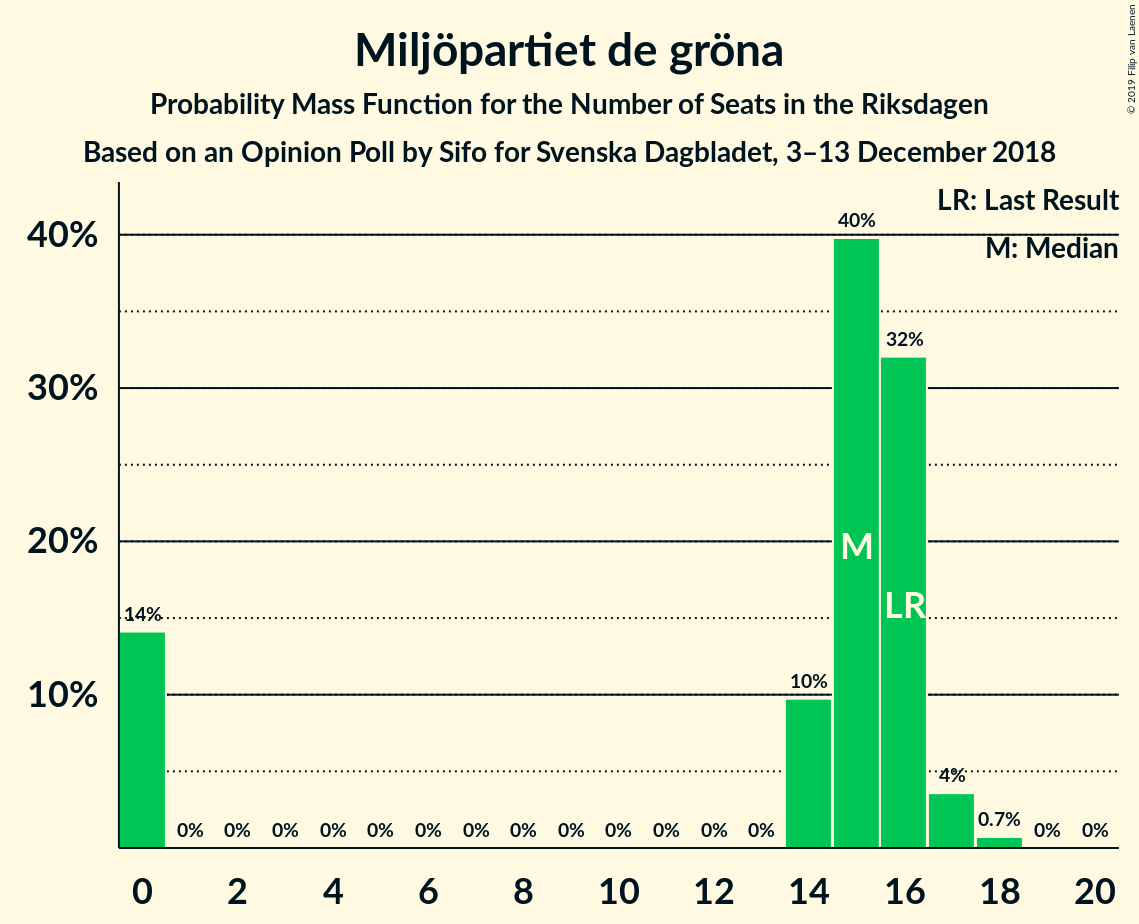 Miljöpartiet de gröna
Probability Mass Function for the Number of Seats in the Riksdagen
Based on an Opinion Poll by Sifo for Svenska Dagbladet, 3–13 December 2018
© 2019 Filip van Laenen
LR: Last Result
M: Median
40%
30%
20%
10%
14%
0% 0% 0% 0% 0% 0% 0% 0% 0% 0% 0% 0% 0%
10%
40%
32%
4%
0.7%
0% 0%
M
LR
0 2 4 6 8 10 12 14 16 18 20